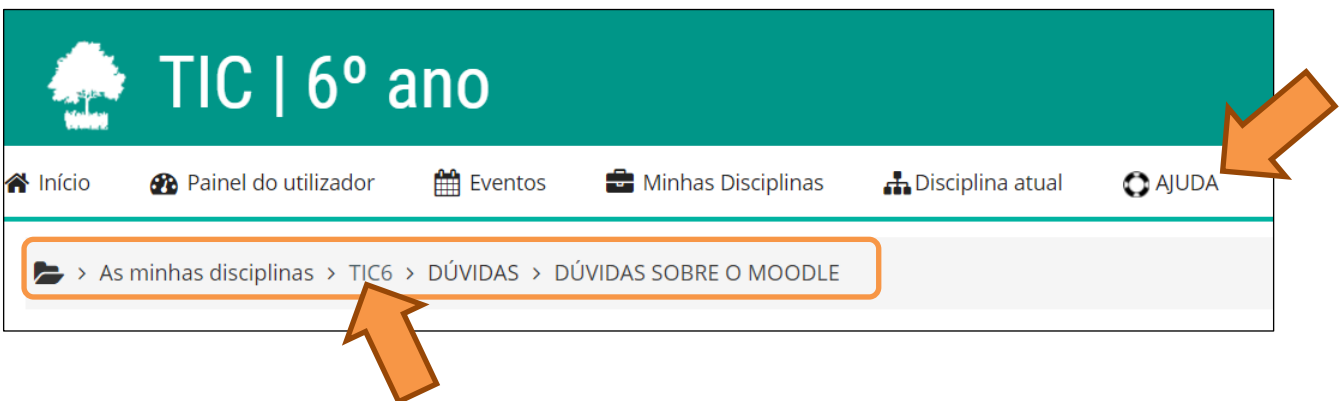 TIC | 6º ano
Início Painel do utilizador Eventos Minhas Disciplinas Disciplina atual AJUDA
> As minhas disciplinas > TIC6 > DÚVIDAS > DÚVIDAS SOBRE O MOODLE